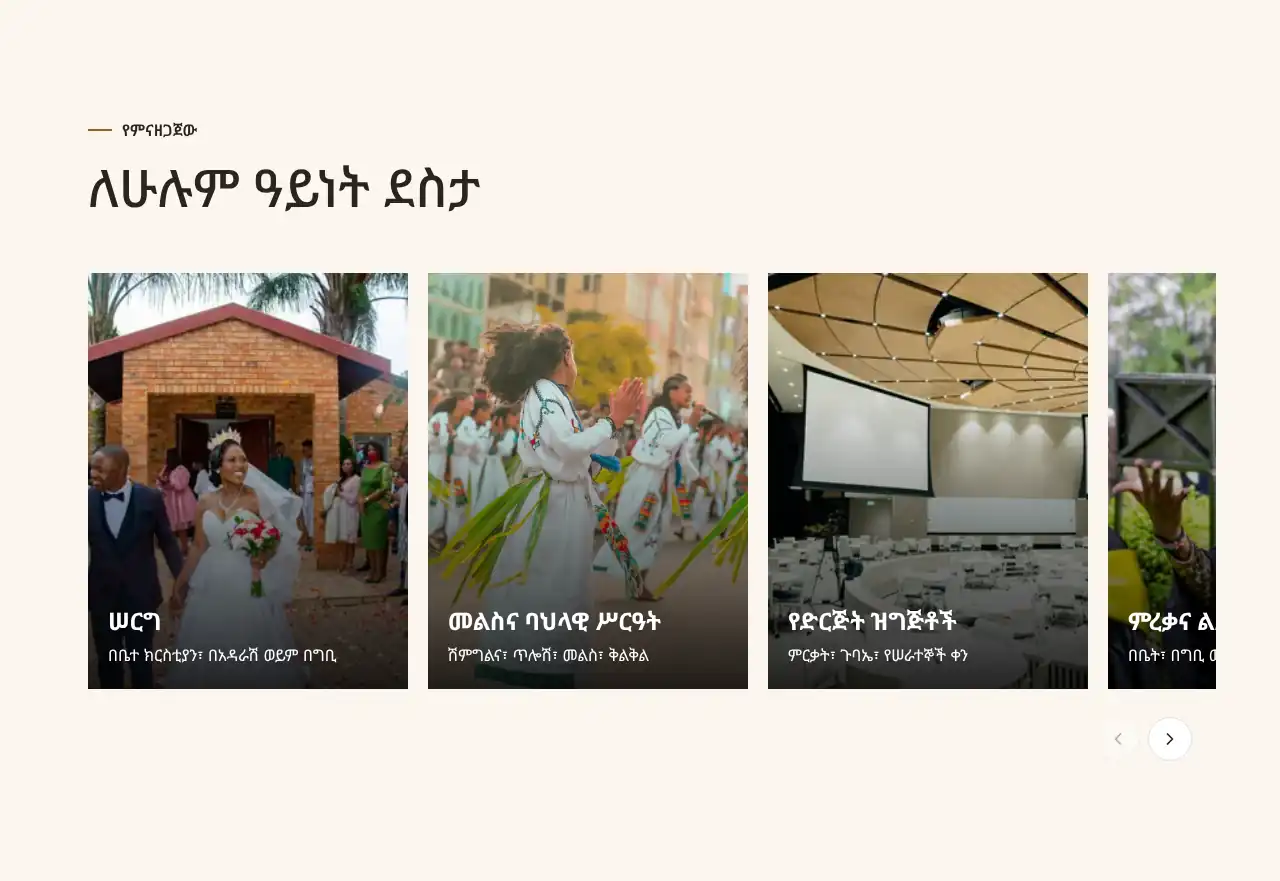 የምናዘጋጀው
ለሁሉም ዓይነት ደስታ
ሠርግ
በቤተ ክርስቲያን፣ በአዳራሽ ወይም በግቢ
መልስና ባህላዊ ሥርዓት
ሽምግልና፣ ጥሎሽ፣ መልስ፣ ቅልቅል
የድርጅት ዝግጅቶች
ምርቃት፣ ጉባኤ፣ የሠራተኞች ቀን
ምረቃና
በቤት፣ በግቢ